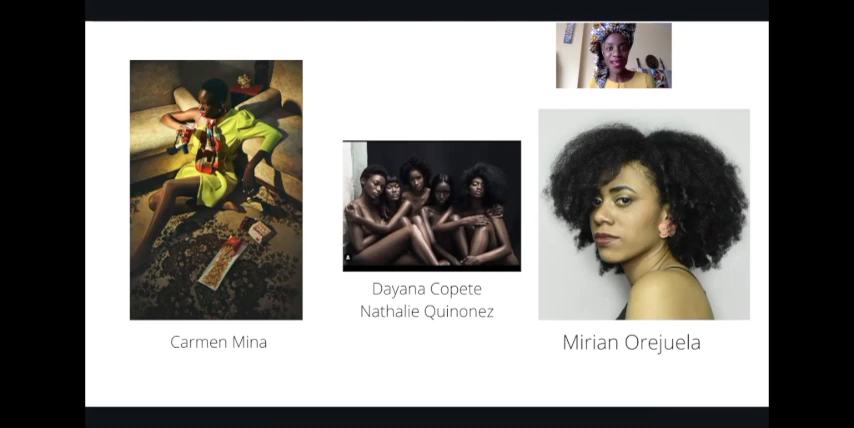 Carmen Mina
Dayana Copete
Nathalie Quinonez
Mirian Orejuela